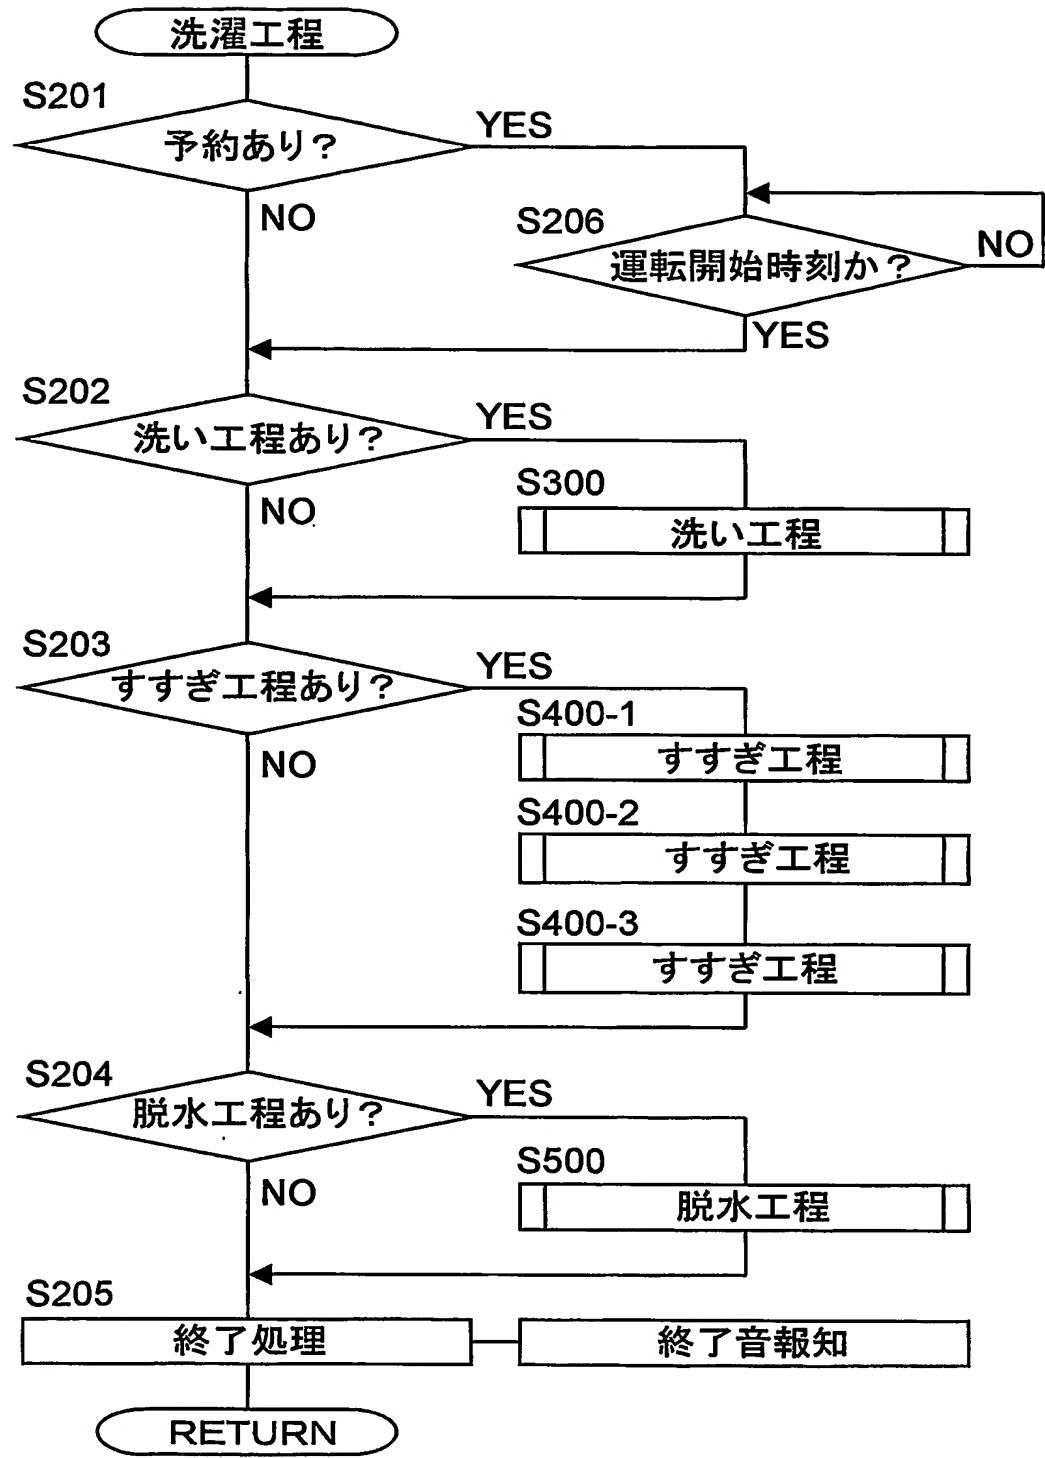 洗濯工程
S201
予約あり?
YES
NO
S206
運転開始時刻か?
NO
YES
S202
洗い工程あり?
YES
NO
S300
洗い工程
S203
すすぎ工程あり?
YES
NO
S400-1
すすぎ工程
S400-2
すすぎ工程
S400-3
すすぎ工程
S204
脱水工程あり?
YES
NO
S500
脱水工程
S205
終了処理
終了音報知
RETURN